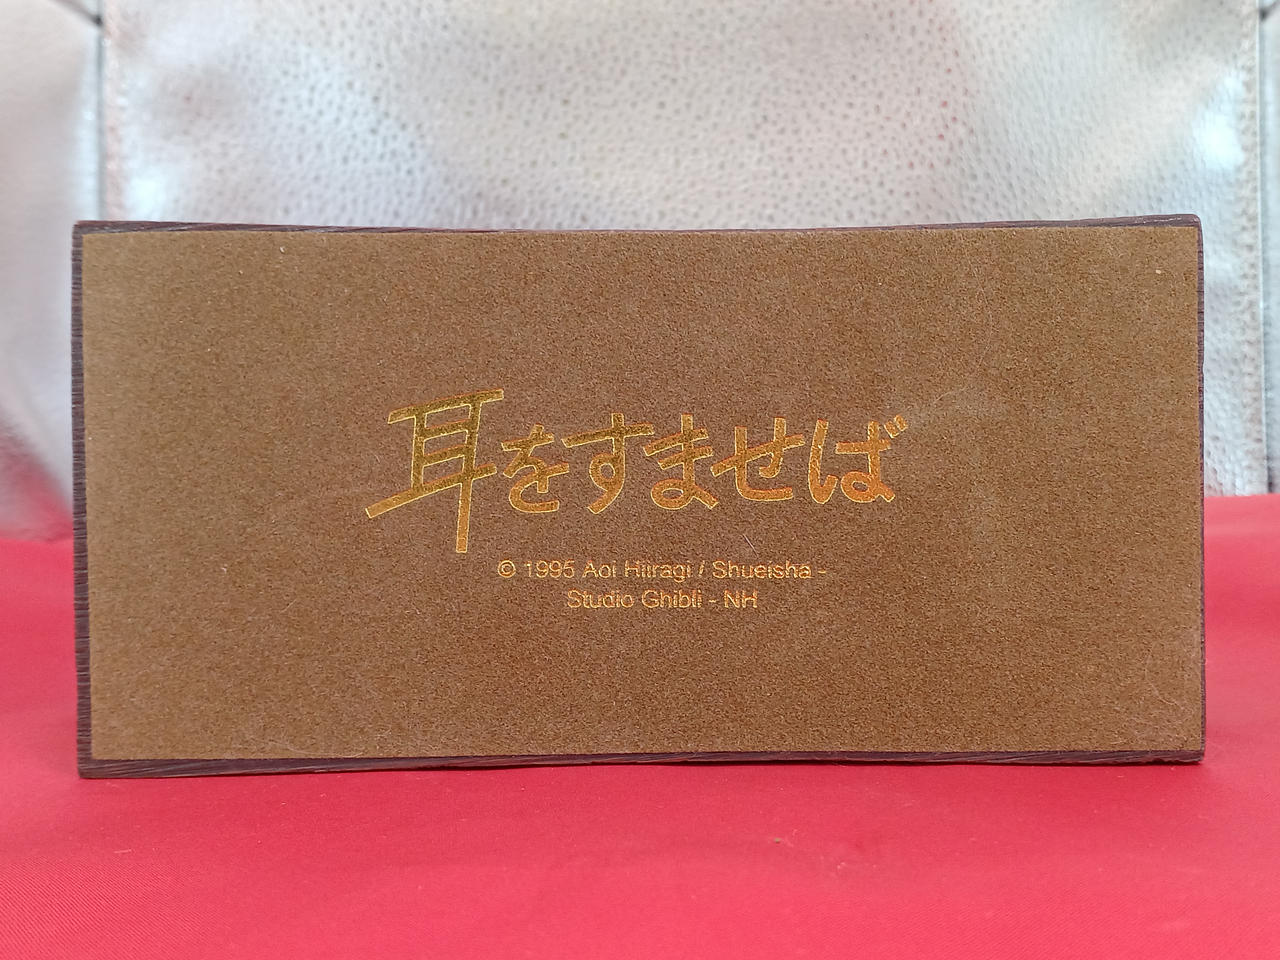 耳をすませば
© 1995 Aoi Hiiragi / Shueisha -
Studio Ghibli - NH